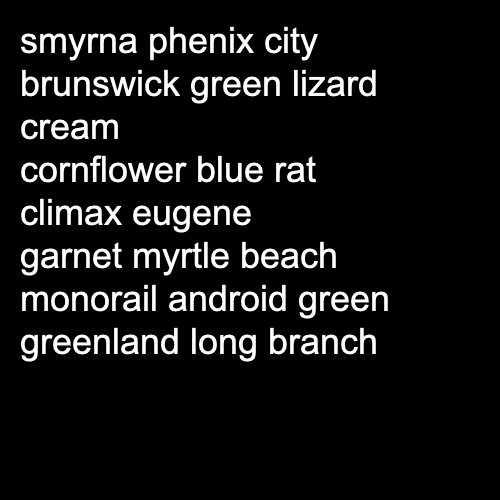 smyrna phenix city
brunswick green lizard
cream
cornflower blue rat
climax eugene
garnet myrtle beach
monorail android green
greenland long branch